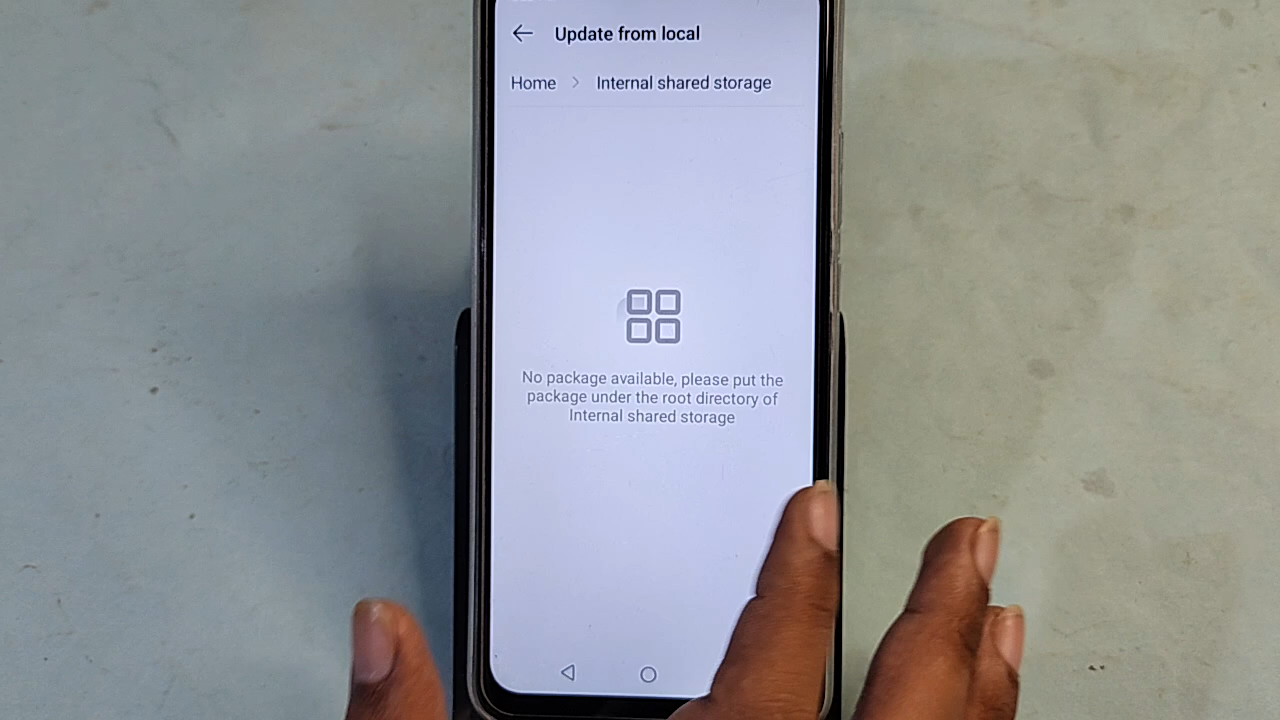 Update from local
Home > Internal shared storage
No package available, please put the
package under the root directory of
Internal shared storage